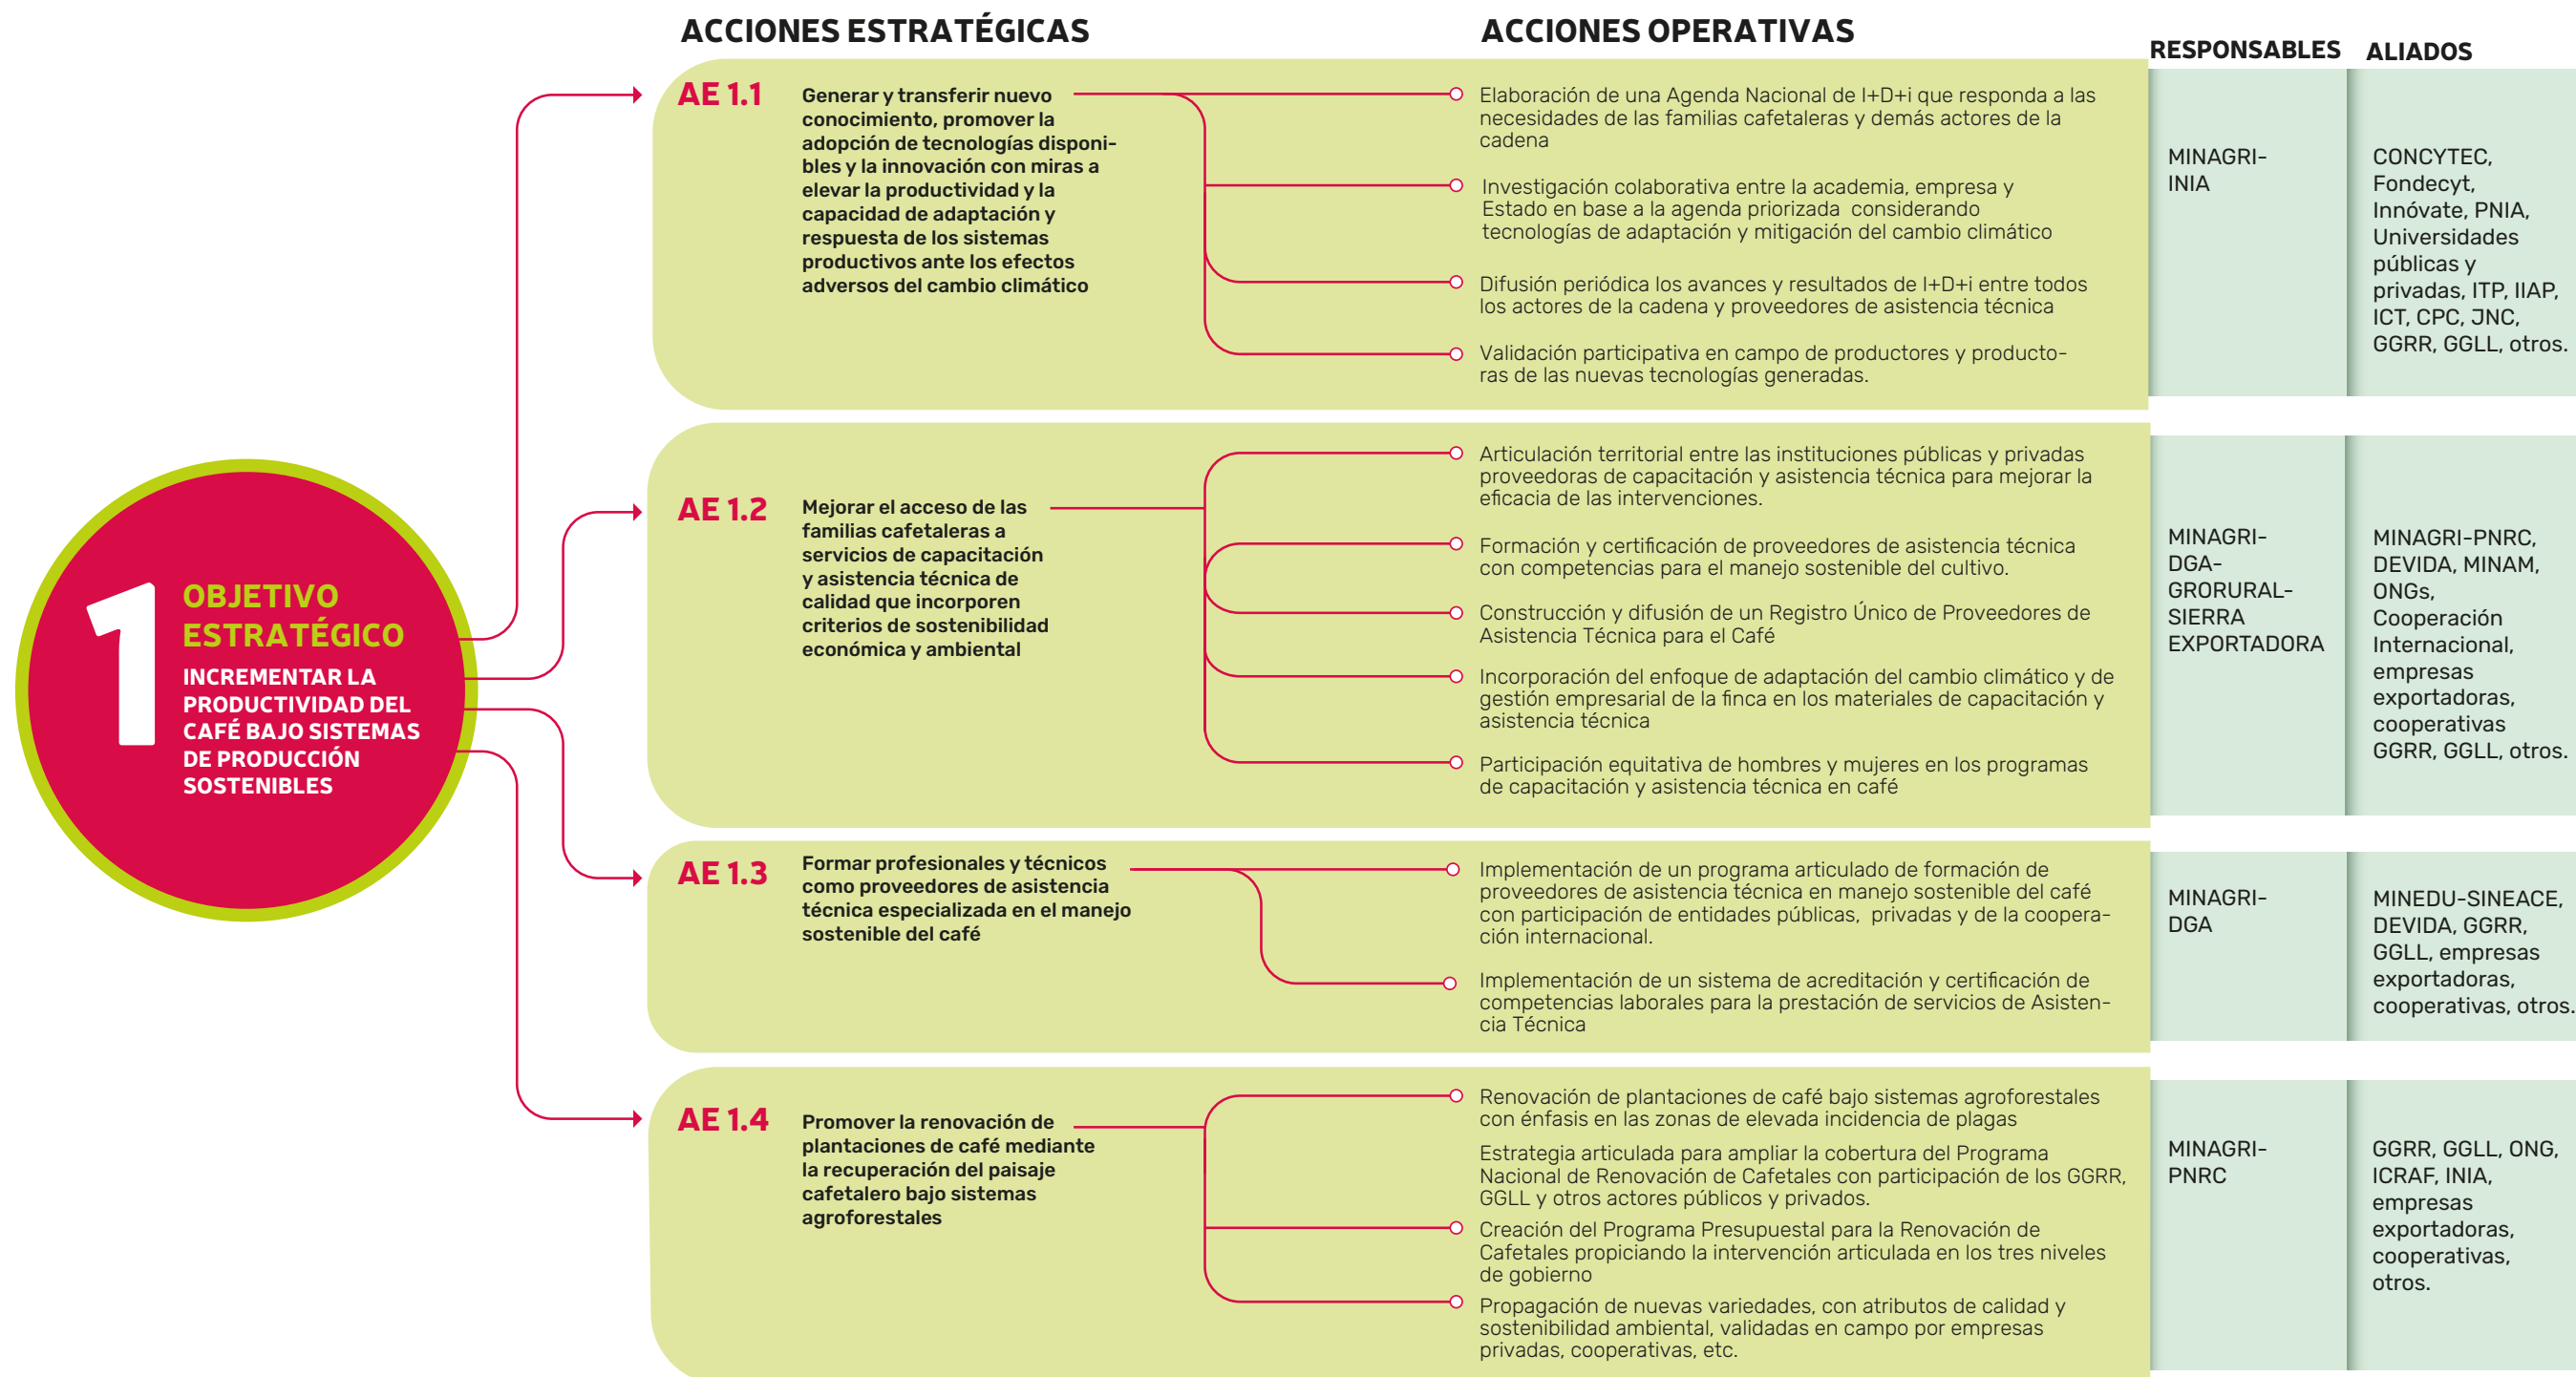 ACCIONES ESTRATÉGICAS
ACCIONES OPERATIVAS
RESPONSABLES
ALIADOS
1
OBJETIVO
ESTRATÉGICO
INCREMENTAR LA
PRODUCTIVIDAD DEL
CAFÉ BAJO SISTEMAS
DE PRODUCCIÓN
SOSTENIBLES
AE 1.1
Generar y transferir nuevo
conocimiento, promover la
adopción de tecnologías disponi-
bles y la innovación con miras a
elevar la productividad y la
capacidad de adaptación y
respuesta de los sistemas
productivos ante los efectos
adversos del cambio climático
Elaboración de una Agenda Nacional de I+D+i que responda a las
necesidades de las familias cafetaleras y demás actores de la
cadena
Investigación colaborativa entre la academia, empresa y
Estado en base a la agenda priorizada considerando
tecnologías de adaptación y mitigación del cambio climático
Difusión periódica los avances y resultados de I+D+i entre todos
los actores de la cadena y proveedores de asistencia técnica
Validación participativa en campo de productores y producto-
ras de las nuevas tecnologías generadas.
MINAGRI-
INIA
CONCYTEC,
Fondecyt,
Innóvate, PNIA,
Universidades
públicas y
privadas, ITP, IIAP,
ICT, CPC, JNC,
GGRR, GGLL, otros.
AE 1.2
Mejorar el acceso de las
familias cafetaleras a
servicios de capacitación
y asistencia técnica de
calidad que incorporen
criterios de sostenibilidad
económica y ambiental
Articulación territorial entre las instituciones públicas y privadas
proveedoras de capacitación y asistencia técnica para mejorar la
eficacia de las intervenciones.
Formación y certificación de proveedores de asistencia técnica
con competencias para el manejo sostenible del cultivo.
Construcción y difusión de un Registro Único de Proveedores de
Asistencia Técnica para el Café
Incorporación del enfoque de adaptación del cambio climático y de
gestión empresarial de la finca en los materiales de capacitación y
asistencia técnica
Participación equitativa de hombres y mujeres en los programas
de capacitación y asistencia técnica en café
MINAGRI-
DGA-
GRORURAL-
SIERRA
EXPORTADORA
MINAGRI-PNRC,
DEVIDA, MINAM,
ONGs,
Cooperación
Internacional,
empresas
exportadoras,
cooperativas
GGRR, GGLL, otros.
AE 1.3
Formar profesionales y técnicos
como proveedores de asistencia
técnica especializada en el manejo
sostenible del café
Implementación de un programa articulado de formación de
proveedores de asistencia técnica en manejo sostenible del café
con participación de entidades públicas, privadas y de la coopera-
ción internacional.
Implementación de un sistema de acreditación y certificación de
competencias laborales para la prestación de servicios de Asisten-
cia Técnica
MINAGRI-
DGA
MINEDU-SINEACE,
DEVIDA, GGRR,
GGLL, empresas
exportadoras,
cooperativas, otros.
AE 1.4
Promover la renovación de
plantaciones de café mediante
la recuperación del paisaje
cafetalero bajo sistemas
agroforestales
Renovación de plantaciones de café bajo sistemas agroforestales
con énfasis en las zonas de elevada incidencia de plagas
Estrategia articulada para ampliar la cobertura del Programa
Nacional de Renovación de Cafetales con participación de los GGRR,
GGLL y otros actores públicos y privados.
Creación del Programa Presupuestal para la Renovación de
Cafetales propiciando la intervención articulada en los tres niveles
de gobierno
Propagación de nuevas variedades, con atributos de calidad y
sostenibilidad ambiental, validadas en campo por empresas
privadas, cooperativas, etc.
MINAGRI-
PNRC
GGRR, GGLL, ONG,
ICRAF, INIA,
empresas
exportadoras,
cooperativas,
otros.